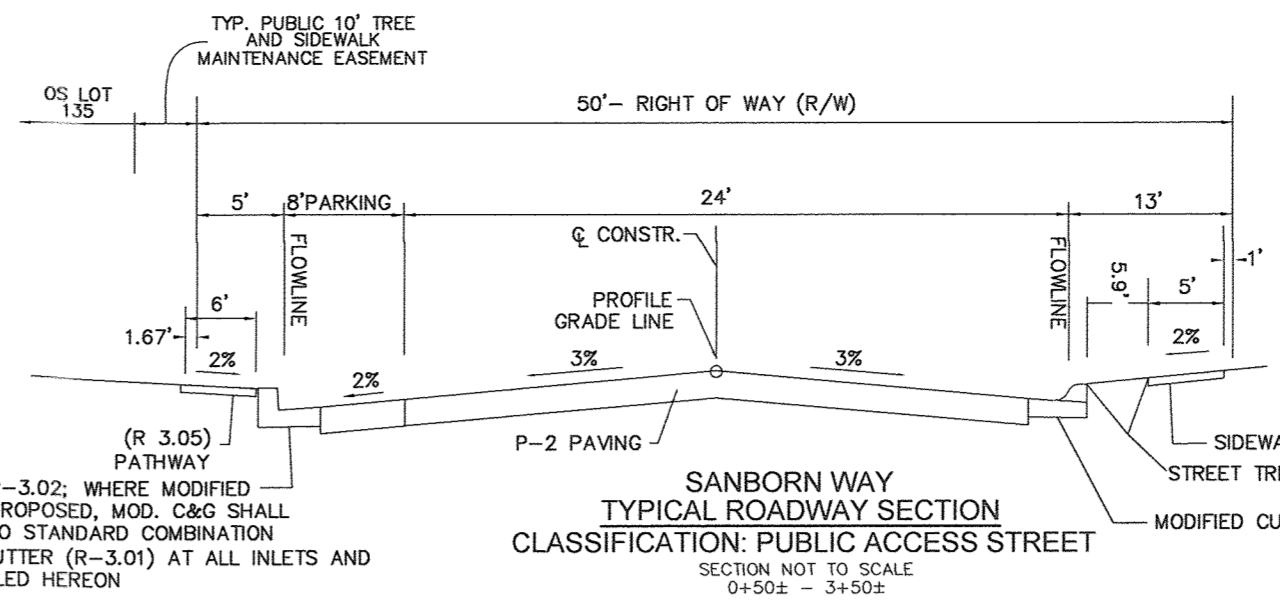 TYP. PUBLIC 10' TREE
AND SIDEWALK
MAINTENANCE EASEMENT
OS LOT
135
50'- RIGHT OF WAY (R/W)
5'
8'PARKING
24'
13'
FLOWLINE
℄ CONSTR.
FLOWLINE
5.9'
5'
1'
6'
1.67'
PROFILE
GRADE LINE
2%
2%
3%
3%
2%
(R 3.05)
PATHWAY
P-2 PAVING
R-3.02; WHERE MODIFIED
ROPOSED, MOD. C&G SHALL
O STANDARD COMBINATION
UTTER (R-3.01) AT ALL INLETS AND
LED HEREON
SIDEWA
STREET TRE
MODIFIED CU
SANBORN WAY
TYPICAL ROADWAY SECTION
CLASSIFICATION: PUBLIC ACCESS STREET
SECTION NOT TO SCALE
0+50± - 3+50±